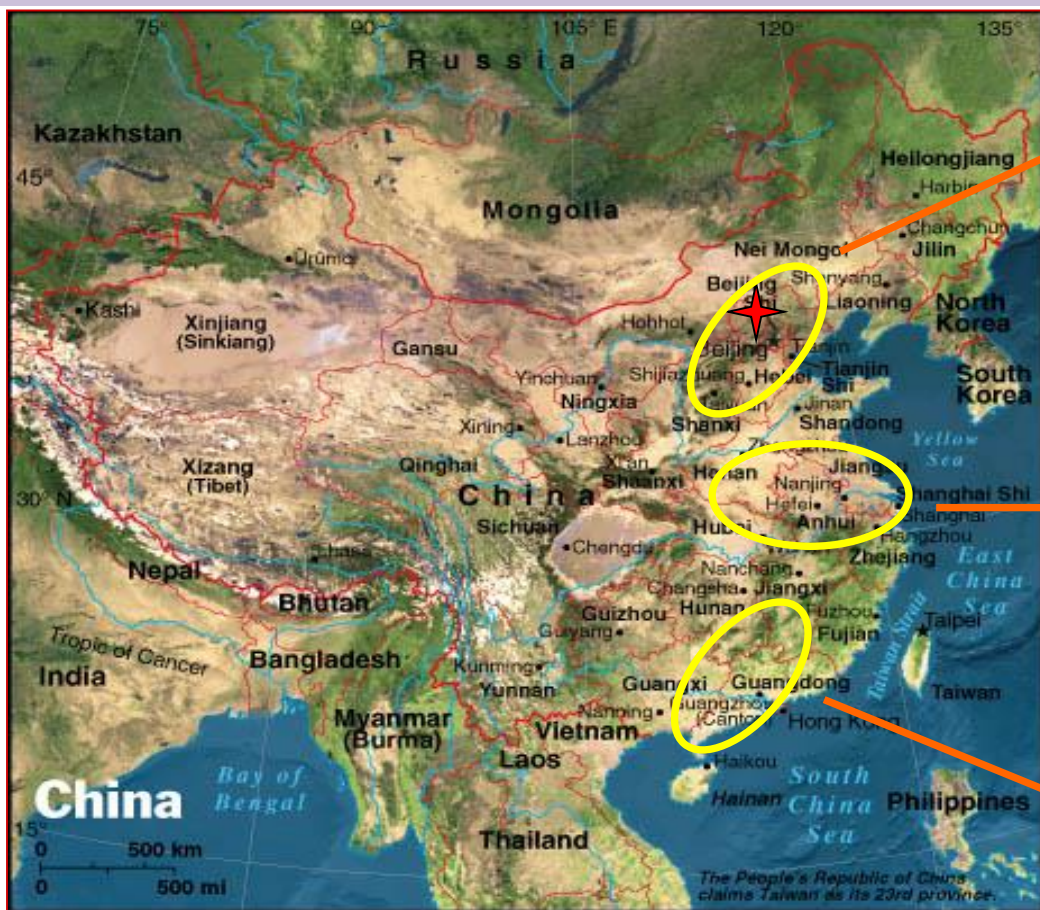 75°
90°
105° E
120°
135°
Russia
Kazakhstan
45°
Heilongjiang
Harbin
Mongolia
Changchun
Jilin
Nei Mongol
Ürümqi
Shenyang
Beijing
Shi
Liaoning
North
Korea
Kashi
Xinjiang
(Sinkiang)
Hohhot
Gansu
Beijing
Tianjin
Tianjin
Shi
South
Korea
Shijiazhuang
Hebei
Yinchuan
Ningxia
Taiyuan
Jinan
Shanxi
Shandong
Xining
Lanzhou
Yellow
Sea
Qinghai
Xi'an
Shaanxi
Henan
Xizang
(Tibet)
Nanjing
30° N
China
Hefei
Shanghai Shi
Shanghai
Sichuan
Hubei
Anhui
Hangzhou
Chengdu
Zhejiang
East
China
Sea
Lhasa
Nepal
Nanchang
Changsha
Jiangxi
Bhutan
Guizhou
Hunan
Fuzhou
Guiyang
Fujian
Taipei
Taiwan Strait
Tropic of Cancer
Bangladesh
India
Kunming
Yunnan
Guangxi
Guangdong
Guangzhou
(Canton)
Taiwan
Nanning
Hong Kong
Myanmar
(Burma)
Vietnam
Laos
Haikou
Hainan
Bay of
Bengal
South
China
Sea
Philippines
China
15°
Thailand
0 500 km
0 500 mi
The People's Republic of China
claims Taiwan as its 23rd province.